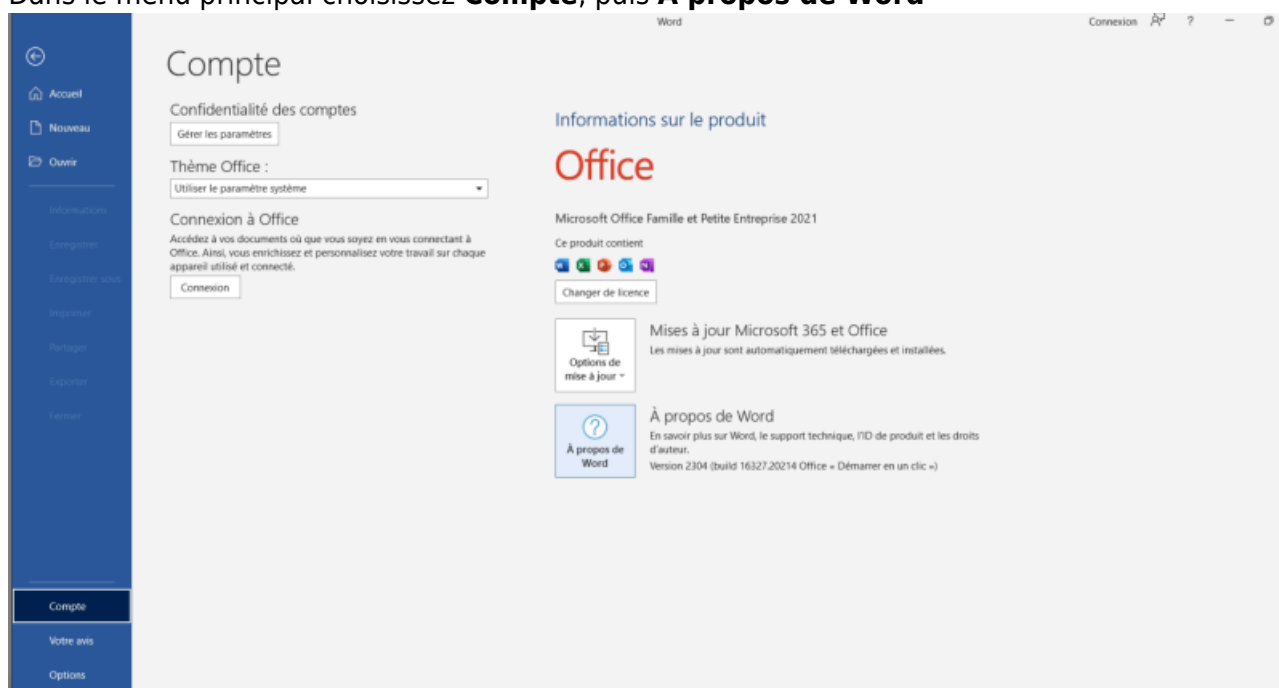 Dans le menu principal choisissez Compte, puis À propos de Word
Word
Connexion
?
Accueil
Nouveau
Ouvrir
Informations
Enregistrer
Enregistrer sous
Imprimer
Partager
Exporter
Fermer
Compte
Votre avis
Options
Compte
Confidentialité des comptes
Gérer les paramètres
Thème Office :
Utiliser le paramètre système
Connexion à Office
Accédez à vos documents où que vous soyez en vous connectant à
Office. Ainsi, vous enrichissez et personnalisez votre travail sur chaque
appareil utilisé et connecté.
Connexion
Informations sur le produit
Office
Microsoft Office Famille et Petite Entreprise 2021
Ce produit contient
Changer de licence
Options de
mise à jour
Mises à jour Microsoft 365 et Office
Les mises à jour sont automatiquement téléchargées et installées.
À propos de
Word
À propos de Word
En savoir plus sur Word, le support technique, l'ID de produit et les droits
d'auteur.
Version 2304 (build 16327.20214 Office « Démarrer en un clic »)